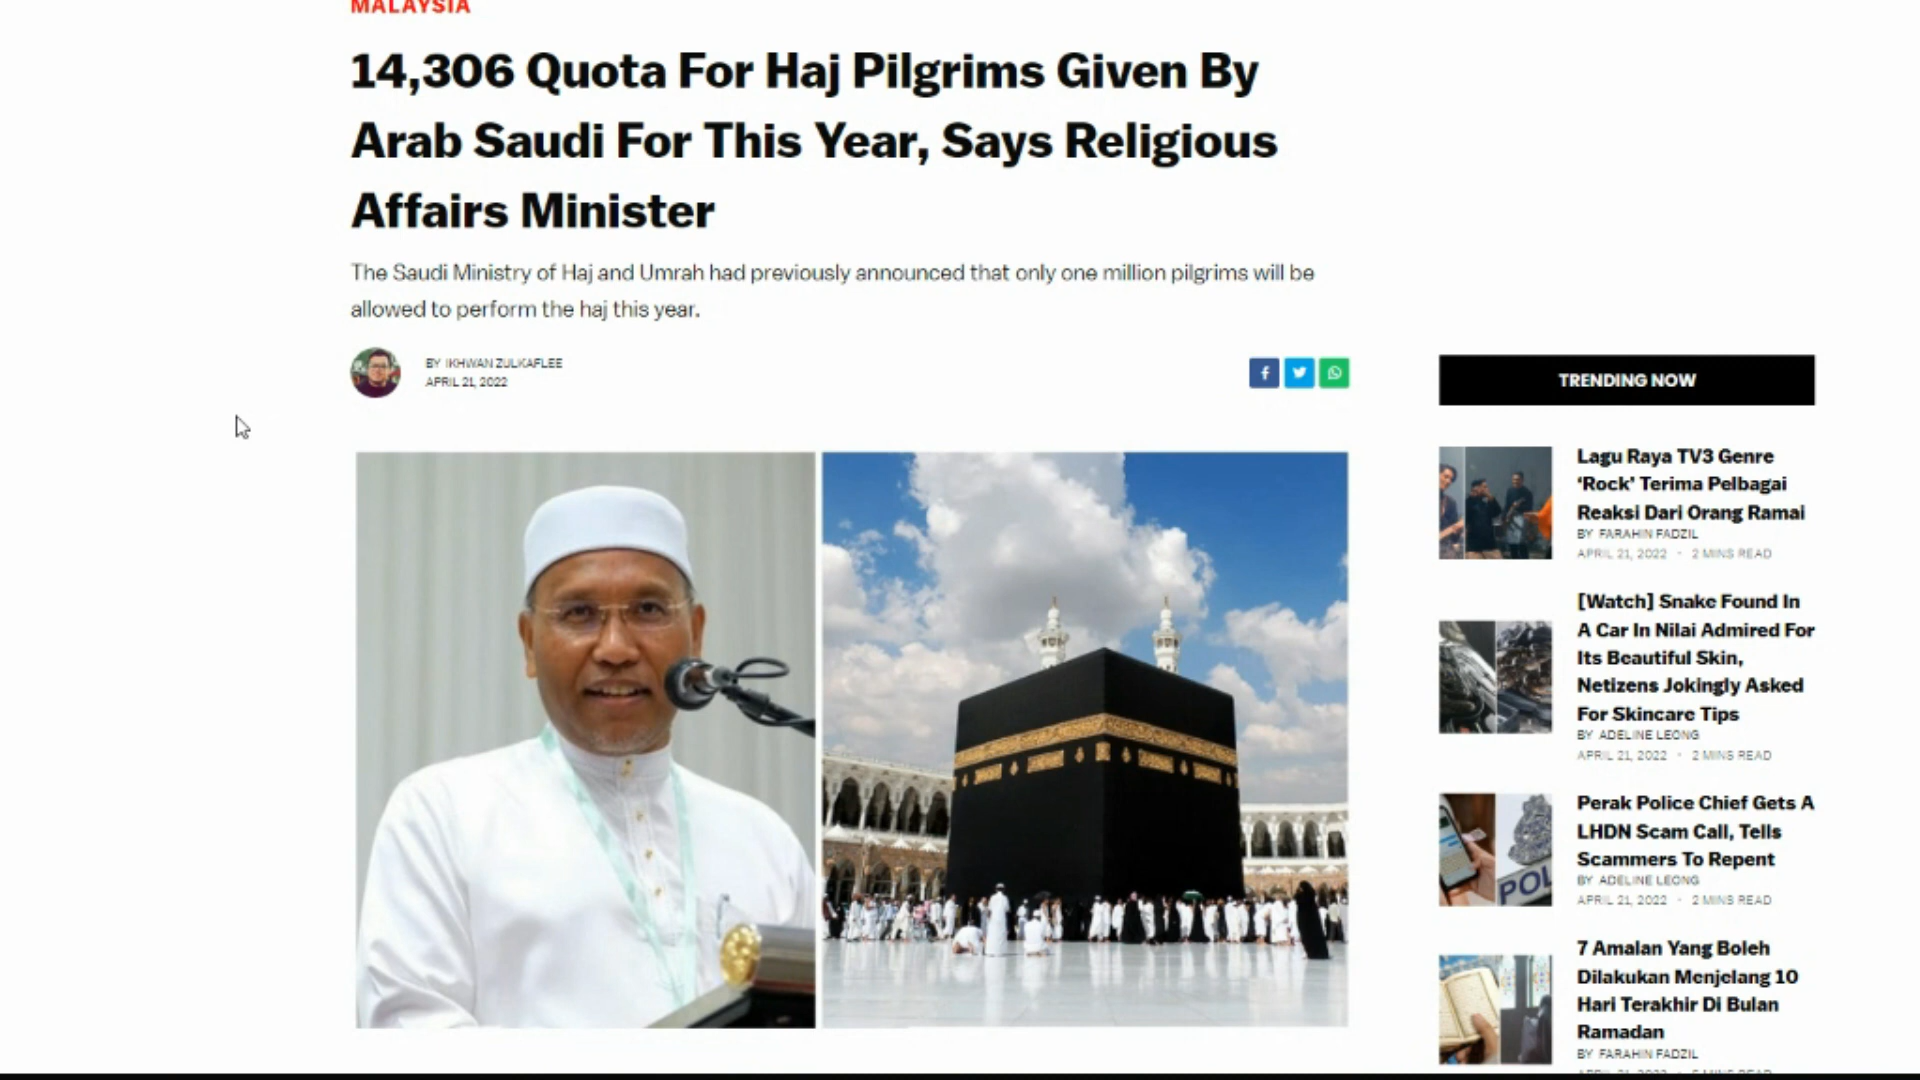 MALAYSIA
14,306 Quota For Haj Pilgrims Given By
Arab Saudi For This Year, Says Religious
Affairs Minister
The Saudi Ministry of Haj and Umrah had previously announced that only one million pilgrims will be
allowed to perform the haj this year.
BY IKHWAN ZULKAFLEE
APRIL 21, 2022
TRENDING NOW
Lagu Raya TV3 Genre
‘Rock’ Terima Pelbagai
Reaksi Dari Orang Ramai
BY FARAHIN FADZIL
APRIL 21, 2022 • 2 MINS READ
[Watch] Snake Found In
A Car In Nilai Admired For
Its Beautiful Skin,
Netizens Jokingly Asked
For Skincare Tips
BY ADELINE LEONG
APRIL 21, 2022 • 2 MINS READ
POL
Perak Police Chief Gets A
LHDN Scam Call, Tells
Scammers To Repent
BY ADELINE LEONG
APRIL 21, 2022 • 2 MINS READ
7 Amalan Yang Boleh
Dilakukan Menjelang 10
Hari Terakhir Di Bulan
Ramadan
BY FARAHIN FADZIL